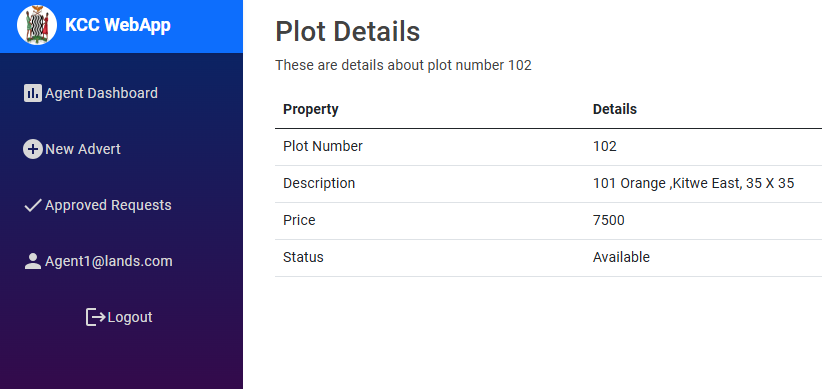 KCC WebApp
Agent Dashboard
New Advert
Approved Requests
Agent1@lands.com
Logout
Plot Details
These are details about plot number 102
Property Details
Plot Number 102
Description 101 Orange ,Kitwe East, 35 X 35
Price 7500
Status Available